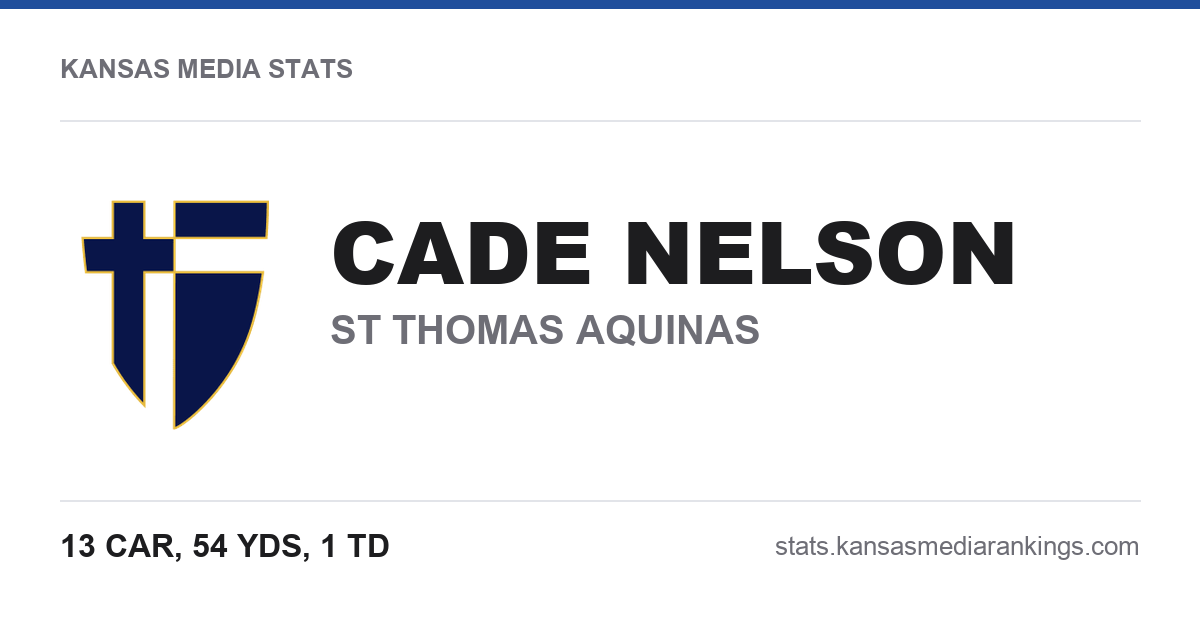 KANSAS MEDIA STATS
CADE NELSON
ST THOMAS AQUINAS
13 CAR, 54 YDS, 1 TD
stats.kansasmediarankings.com